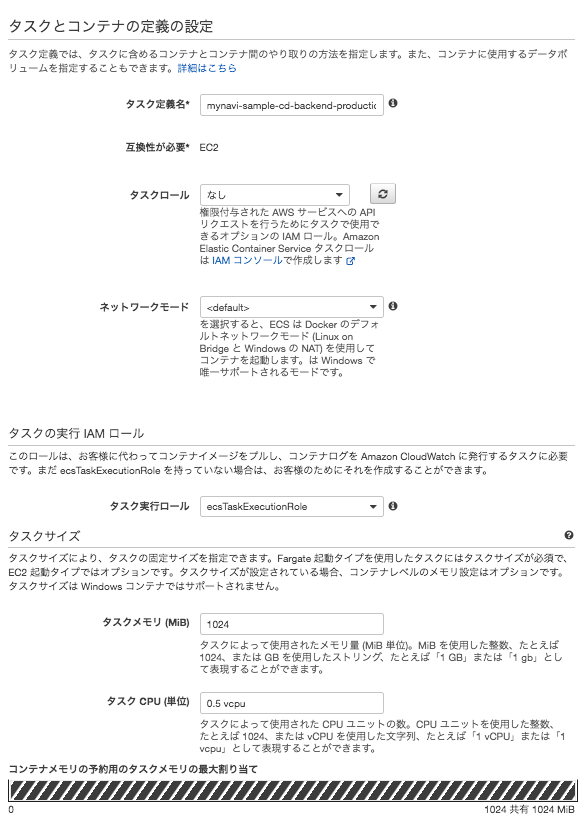 タスクとコンテナの定義の設定
タスク定義では、タスクに含めるコンテナとコンテナ間のやり取りの方法を指定します。また、コンテナに使用するデータボ
リュームを指定することもできます。詳細はこちら
タスク定義名* mynavi-sample-cd-backend-productic
互換性が必要* EC2
タスクロール なし
権限付与された AWS サービスへの API
リクエストを行うためにタスクで使用で
きるオプションの IAM ロール。Amazon
Elastic Container Service タスクロール
は IAM コンソールで作成します
ネットワークモード <default>
を選択すると、ECS は Docker のデフォ
ルトネットワークモード (Linux on
Bridge と Windows の NAT) を使用して
コンテナを起動します。は Windows で
唯一サポートされるモードです。
タスクの実行 IAM ロール
このロールは、お客様に代わってコンテナイメージをプルし、コンテナログを Amazon CloudWatch に発行するタスクに必要
です。まだ ecsTaskExecutionRole を持っていない場合は、お客様のためにそれを作成することができます。
タスク実行ロール ecsTaskExecutionRole
タスクサイズ
タスクサイズにより、タスクの固定サイズを指定できます。Fargate 起動タイプを使用したタスクにはタスクサイズが必須で、
EC2 起動タイプではオプションです。タスクサイズが設定されている場合、コンテナレベルのメモリ設定はオプションです。
タスクサイズは Windows コンテナではサポートされません。
タスクメモリ (MiB) 1024
タスクによって使用されたメモリ量 (MiB 単位)。MiB を使用した整数、たとえば
1024、または GB を使用したストリング、たとえば「1 GB」または「1 gb」とし
て表現することができます。
タスク CPU (単位) 0.5 vcpu
タスクによって使用された CPU ユニットの数。CPU ユニットを使用した整数、
たとえば 1024、または vCPU を使用した文字列、たとえば「1 vCPU」または「1
vcpu」として表現することができます。
コンテナメモリの予約用のタスクメモリの最大割り当て
0 1024 共有 1024 MiB